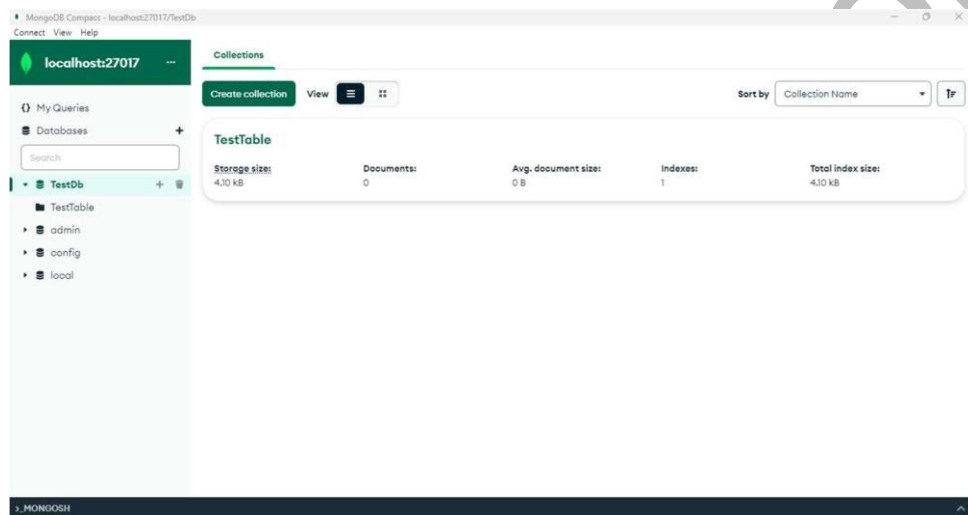 MongoDB Compass - localhost:27017/TestDb
Connect View Help
localhost:27017 ...
{} My Queries
Databases +
Search
TestDb +
TestTable
admin
config
local
Collections
Create collection View Sort by Collection Name
TestTable
Storage size: Documents: Avg. document size: Indexes: Total index size:
4.10 kB 0 0 B 1 4.10 kB
>_MONGOSH